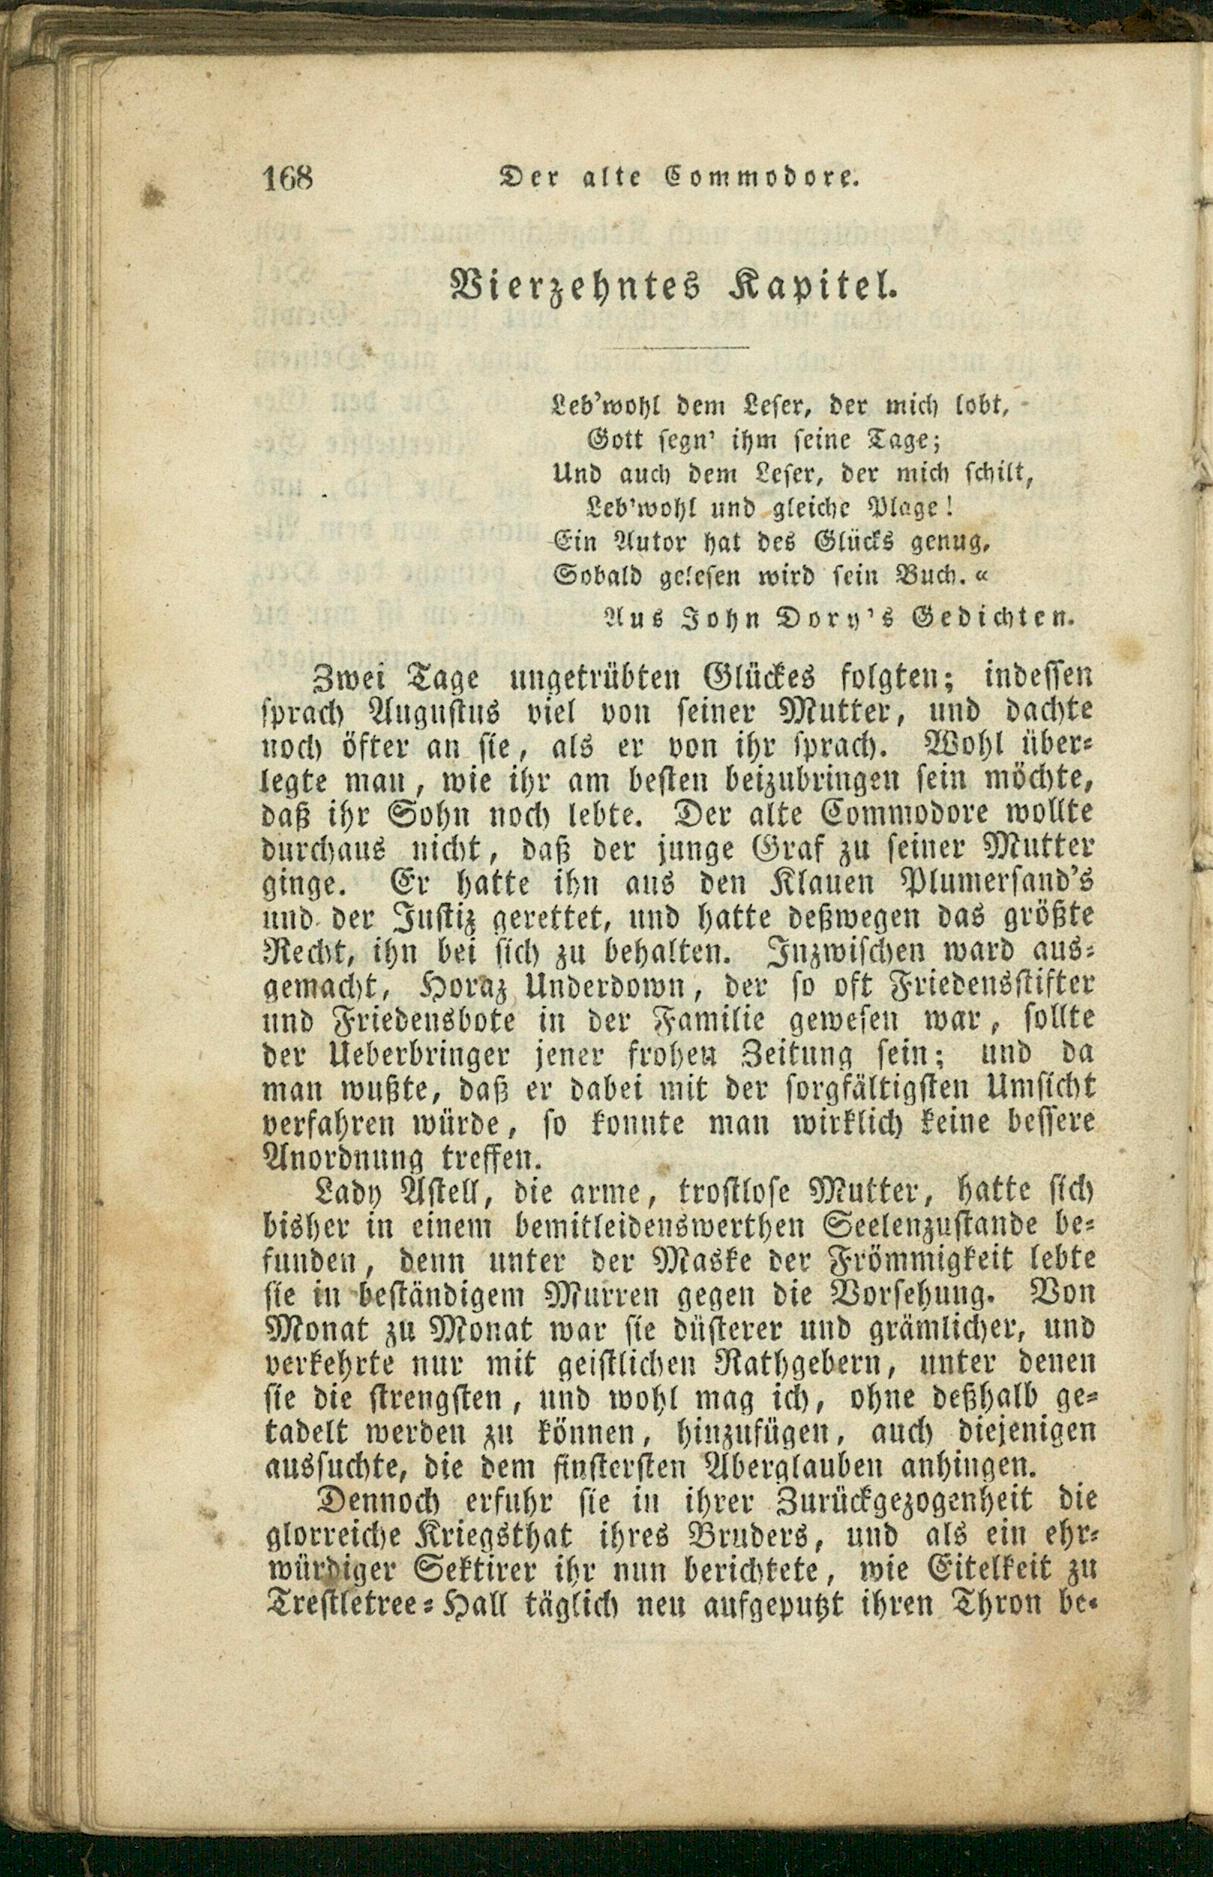 168 Der alte Commodore.
Vierzehntes Kapitel.
Leb'wohl dem Leser, der mich lobt,
Gott segn' ihm seine Tage;
Und auch dem Leser, der mich schilt,
Leb'wohl und gleiche Plage!
Ein Autor hat des Glücks genug,
Sobald gelesen wird sein Buch.«
Aus John Dory's Gedichten.
Zwei Tage ungetrübten Glückes folgten; indessen
sprach Augustus viel von seiner Mutter, und dachte
noch öfter an sie, als er von ihr sprach. Wohl über-
legte man, wie ihr am besten beizubringen sein möchte,
daß ihr Sohn noch lebte. Der alte Commodore wollte
durchaus nicht, daß der junge Graf zu seiner Mutter
ginge. Er hatte ihn aus den Klauen Plumersand's
und der Justiz gerettet, und hatte deßwegen das größte
Recht, ihn bei sich zu behalten. Inzwischen ward aus-
gemacht, Horaz Underdown, der so oft Friedensstifter
und Friedensbote in der Familie gewesen war, sollte
der Ueberbringer jener frohen Zeitung sein; und da
man wußte, daß er dabei mit der sorgfältigsten Umsicht
verfahren würde, so konnte man wirklich keine bessere
Anordnung treffen.
Lady Astell, die arme, trostlose Mutter, hatte sich
bisher in einem bemitleidenswerthen Seelenzustande be-
funden, denn unter der Maske der Frömmigkeit lebte
sie in beständigem Murren gegen die Vorsehung. Von
Monat zu Monat war sie düsterer und grämlicher, und
verkehrte nur mit geistlichen Rathgebern, unter denen
sie die strengsten, und wohl mag ich, ohne deßhalb ge-
tadelt werden zu können, hinzufügen, auch diejenigen
aussuchte, die dem finstersten Aberglauben anhingen.
Dennoch erfuhr sie in ihrer Zurückgezogenheit die
glorreiche Kriegsthat ihres Bruders, und als ein ehr-
würdiger Sektirer ihr nun berichtete, wie Eitelkeit zu
Trestletree-Hall täglich neu aufgeputzt ihren Thron be-